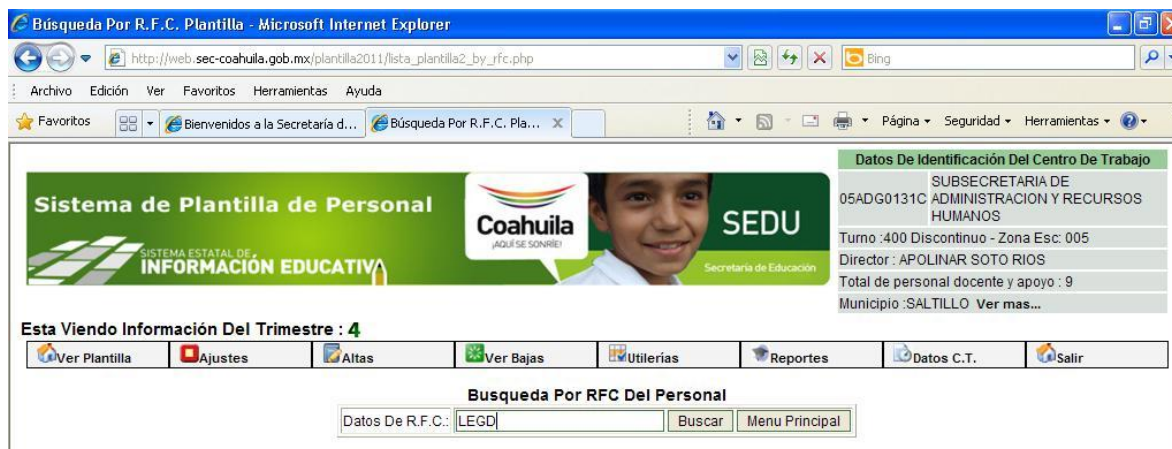 Búsqueda Por R.F.C. Plantilla - Microsoft Internet Explorer
http://web.sec-coahuila.gob.mx/plantilla2011/lista_plantilla2_by_rfc.php
Bing
Archivo Edición Ver Favoritos Herramientas Ayuda
Favoritos Bienvenidos a la Secretaría d... Búsqueda Por R.F.C. Pla... Página Seguridad Herramientas
Datos De Identificación Del Centro De Trabajo
05ADG0131C SUBSECRETARIA DE
ADMINISTRACION Y RECURSOS
HUMANOS
Turno :400 Discontinuo - Zona Esc: 005
Director : APOLINAR SOTO RIOS
Total de personal docente y apoyo : 9
Municipio :SALTILLO Ver mas...
Sistema de Plantilla de Personal
SISTEMA ESTATAL DE
INFORMACIÓN EDUCATIVA
Coahuila
¡AQUÍ SE SONRÍE!
SEDU
Secretaría de Educación
Esta Viendo Información Del Trimestre : 4
Ver Plantilla Ajustes Altas Ver Bajas Utilerías Reportes Datos C.T. Salir
Busqueda Por RFC Del Personal
Datos De R.F.C.: LEGD Buscar Menu Principal